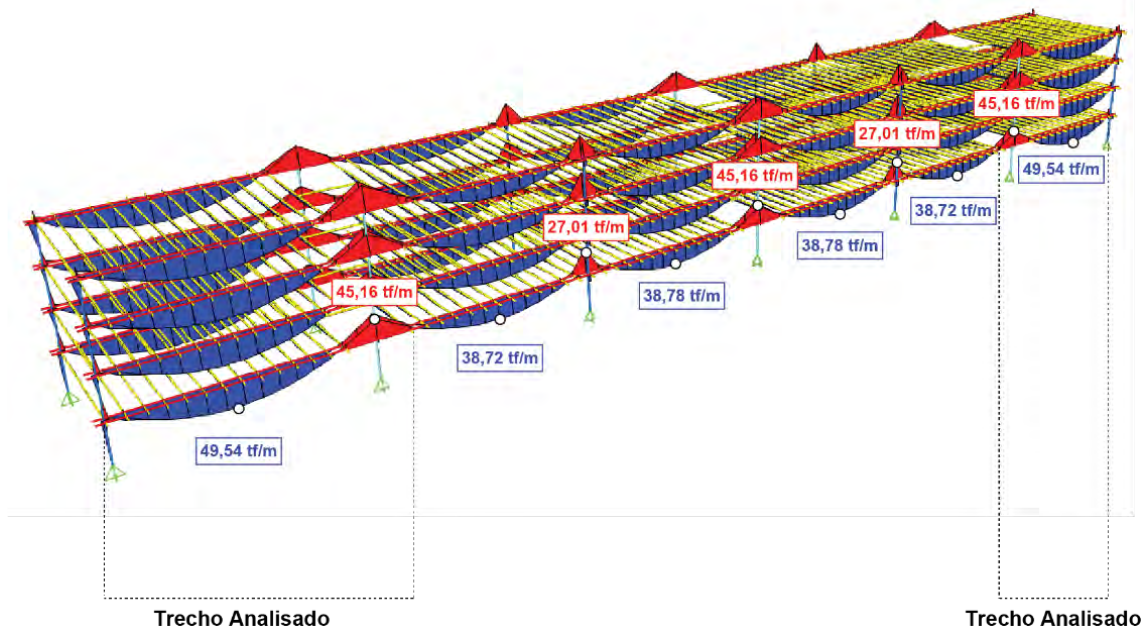 45,16 tf/m
27,01 tf/m
49,54 tf/m
45,16 tf/m
38,72 tf/m
27,01 tf/m
38,78 tf/m
38,78 tf/m
45,16 tf/m
38,72 tf/m
49,54 tf/m
Trecho Analisado
Trecho Analisado